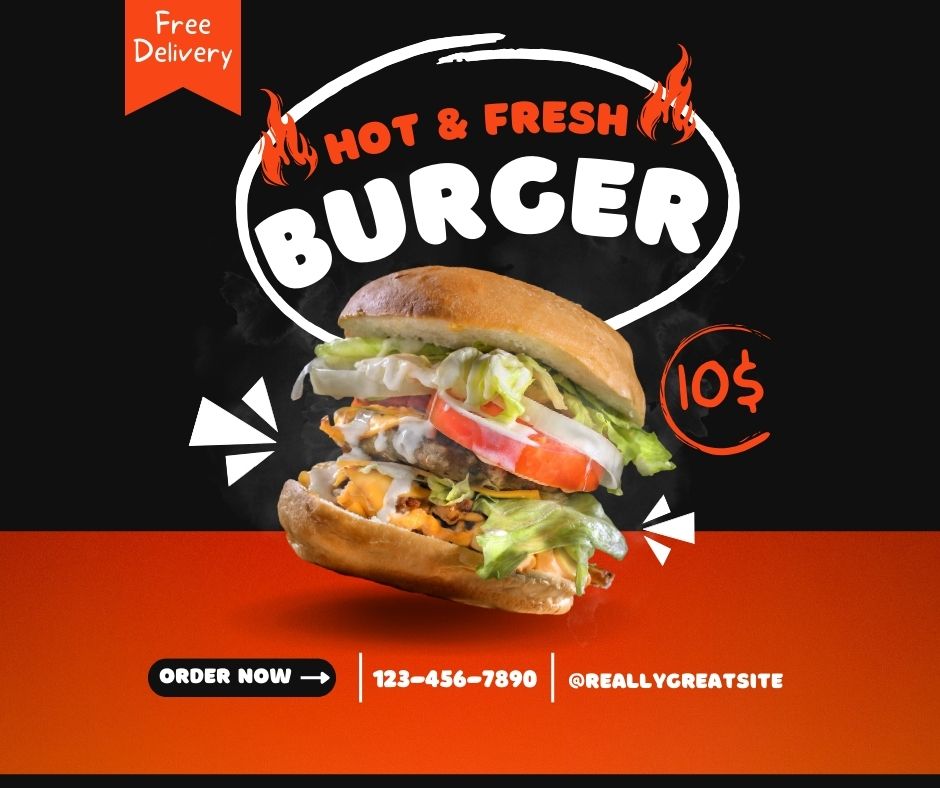 Free
Delivery
HOT & FRESH
BURGER
10$
ORDER NOW
123-456-7890
@REALLYGREATSITE